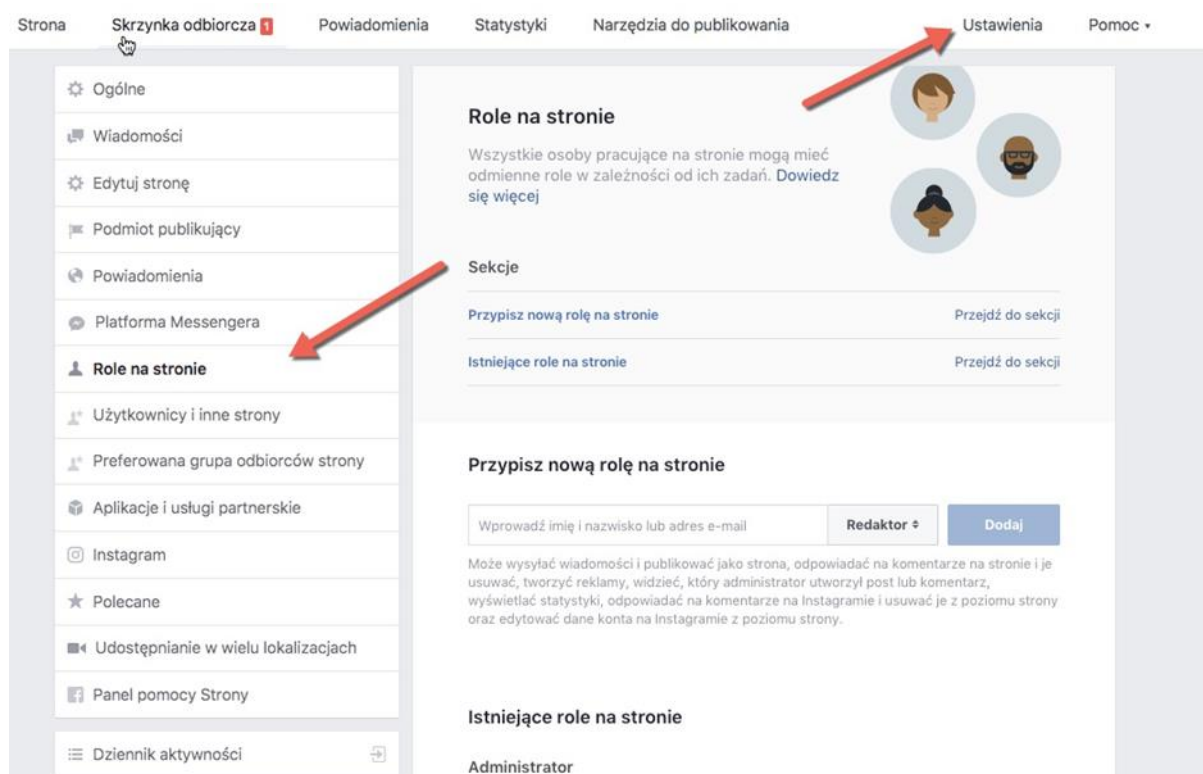 Strona Skrzynka odbiorcza 1 Powiadomienia Statystyki Narzędzia do publikowania Ustawienia Pomoc
Ogólne
Wiadomości
Edytuj stronę
Podmiot publikujący
Powiadomienia
Platforma Messengera
Role na stronie
Użytkownicy i inne strony
Preferowana grupa odbiorców strony
Aplikacje i usługi partnerskie
Instagram
Polecane
Udostępnianie w wielu lokalizacjach
Panel pomocy Strony
Dziennik aktywności
Role na stronie
Wszystkie osoby pracujące na stronie mogą mieć
odmienne role w zależności od ich zadań. Dowiedz
się więcej
Sekcje
Przypisz nową rolę na stronie Przejdź do sekcji
Istniejące role na stronie Przejdź do sekcji
Przypisz nową rolę na stronie
Wprowadź imię i nazwisko lub adres e-mail Redaktor Dodaj
Może wysyłać wiadomości i publikować jako strona, odpowiadać na komentarze na stronie i je
usuwać, tworzyć reklamy, widzieć, który administrator utworzył post lub komentarz,
wyświetlać statystyki, odpowiadać na komentarze na Instagramie i usuwać je z poziomu strony
oraz edytować dane konta na Instagramie z poziomu strony.
Istniejące role na stronie
Administrator